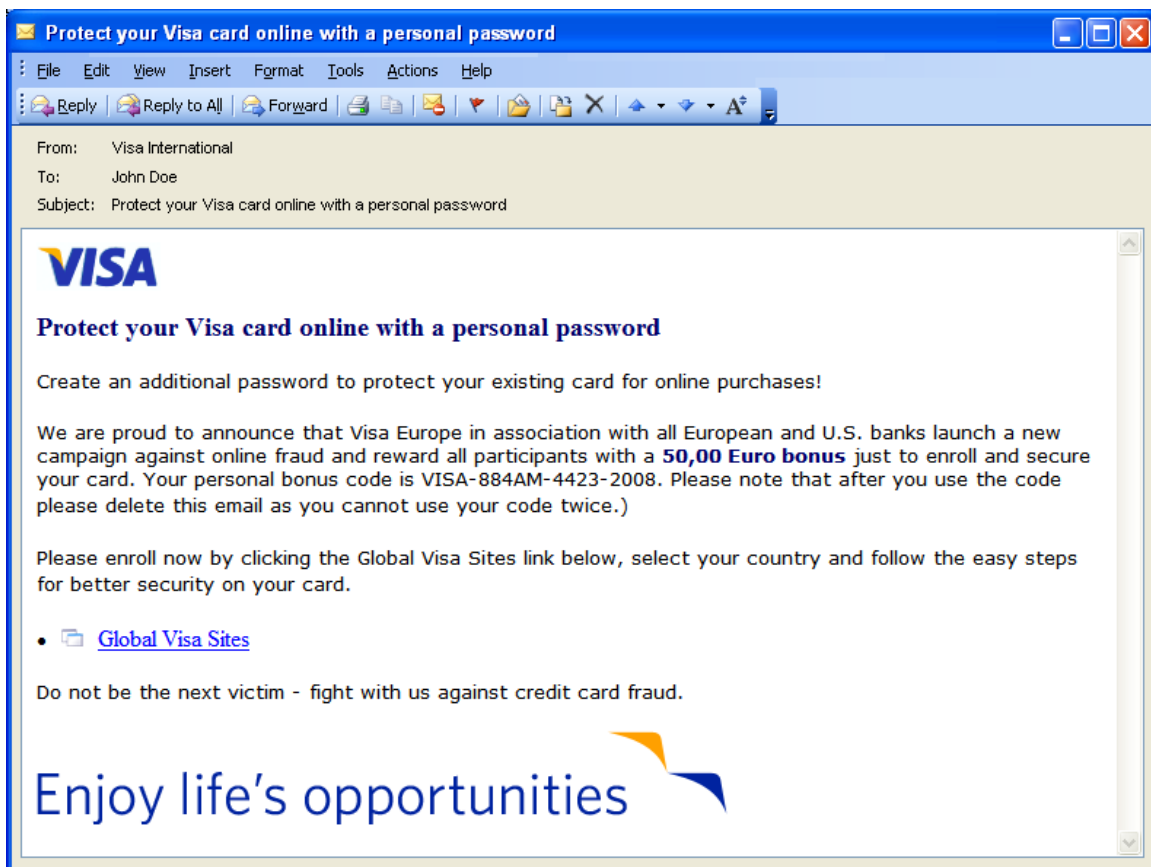 Protect your Visa card online with a personal password
File Edit View Insert Format Tools Actions Help
Reply Reply to All Forward A
From: Visa International
To: John Doe
Subject: Protect your Visa card online with a personal password
VISA
Protect your Visa card online with a personal password
Create an additional password to protect your existing card for online purchases!
We are proud to announce that Visa Europe in association with all European and U.S. banks launch a new
campaign against online fraud and reward all participants with a 50,00 Euro bonus just to enroll and secure
your card. Your personal bonus code is VISA-884AM-4423-2008. Please note that after you use the code
please delete this email as you cannot use your code twice.)
Please enroll now by clicking the Global Visa Sites link below, select your country and follow the easy steps
for better security on your card.
• Global Visa Sites
Do not be the next victim - fight with us against credit card fraud.
Enjoy life's opportunities